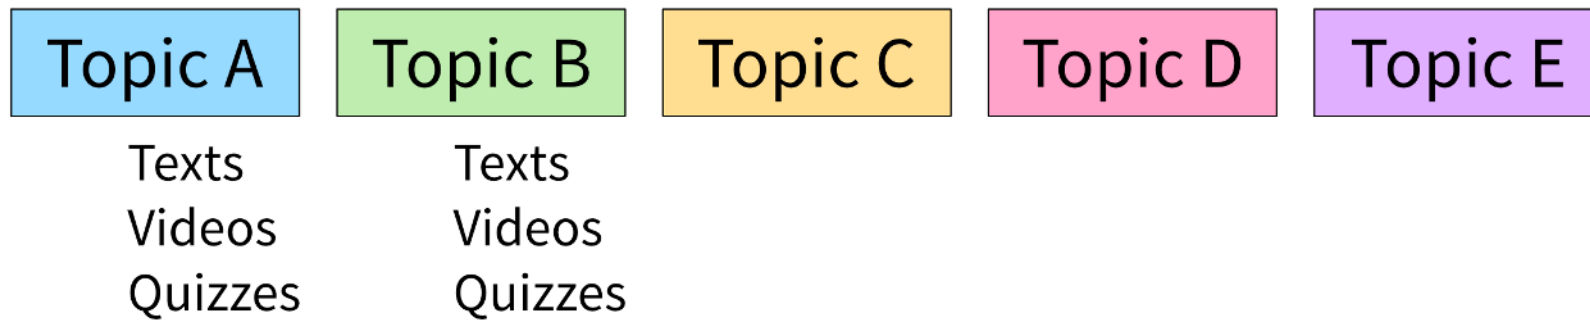 Topic A Topic B Topic C Topic D Topic E
Texts Texts
Videos Videos
Quizzes Quizzes